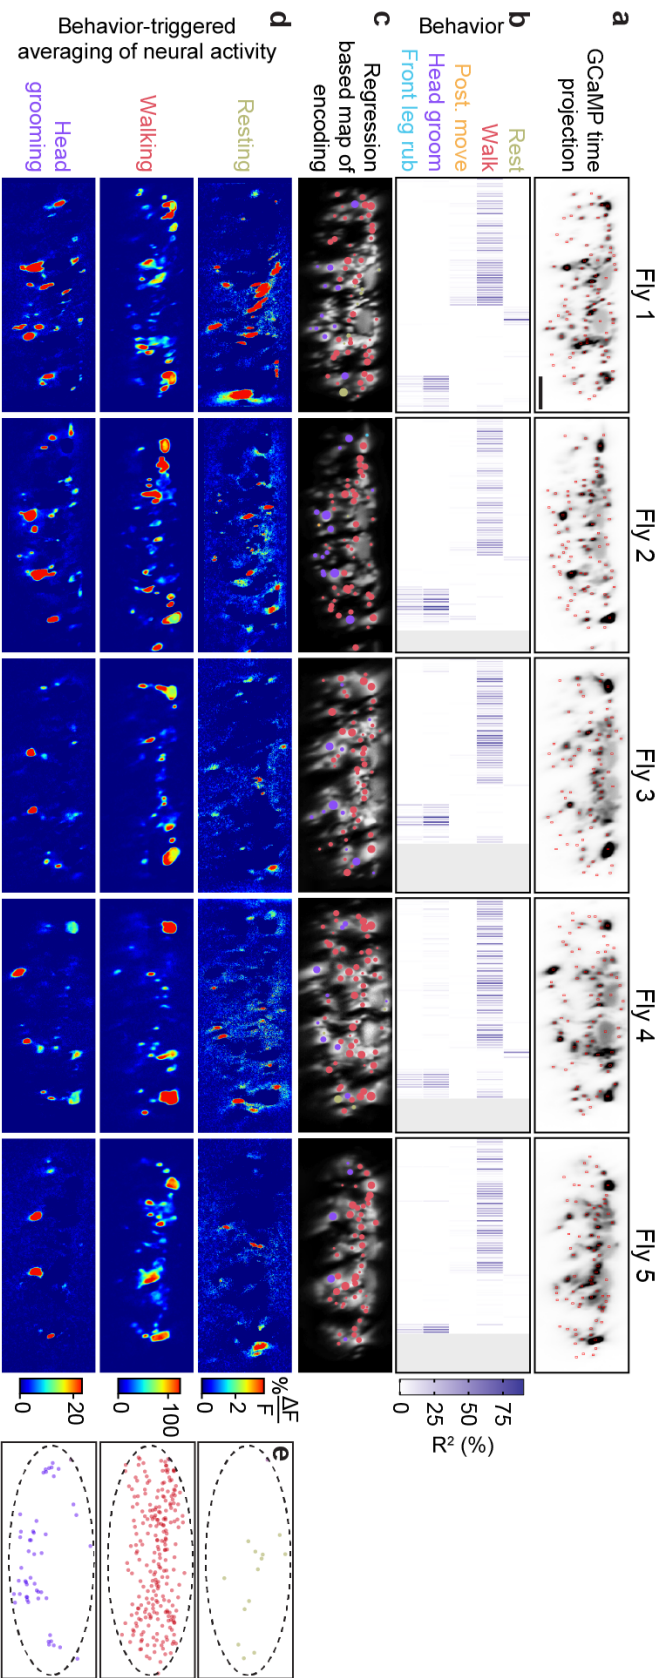 a
GCaMP time
projection
Fly 1
Fly 2
Fly 3
Fly 4
Fly 5
b
Behavior
Rest
Walk
Post. move
Head groom
Front leg rub
0
25
50
75
R² (%)
c
Regression
based map of
encoding
d
Behavior-triggered
averaging of neural activity
Resting
Walking
Head
grooming
% ΔF
F
0
2
4
0
100
0
20
e